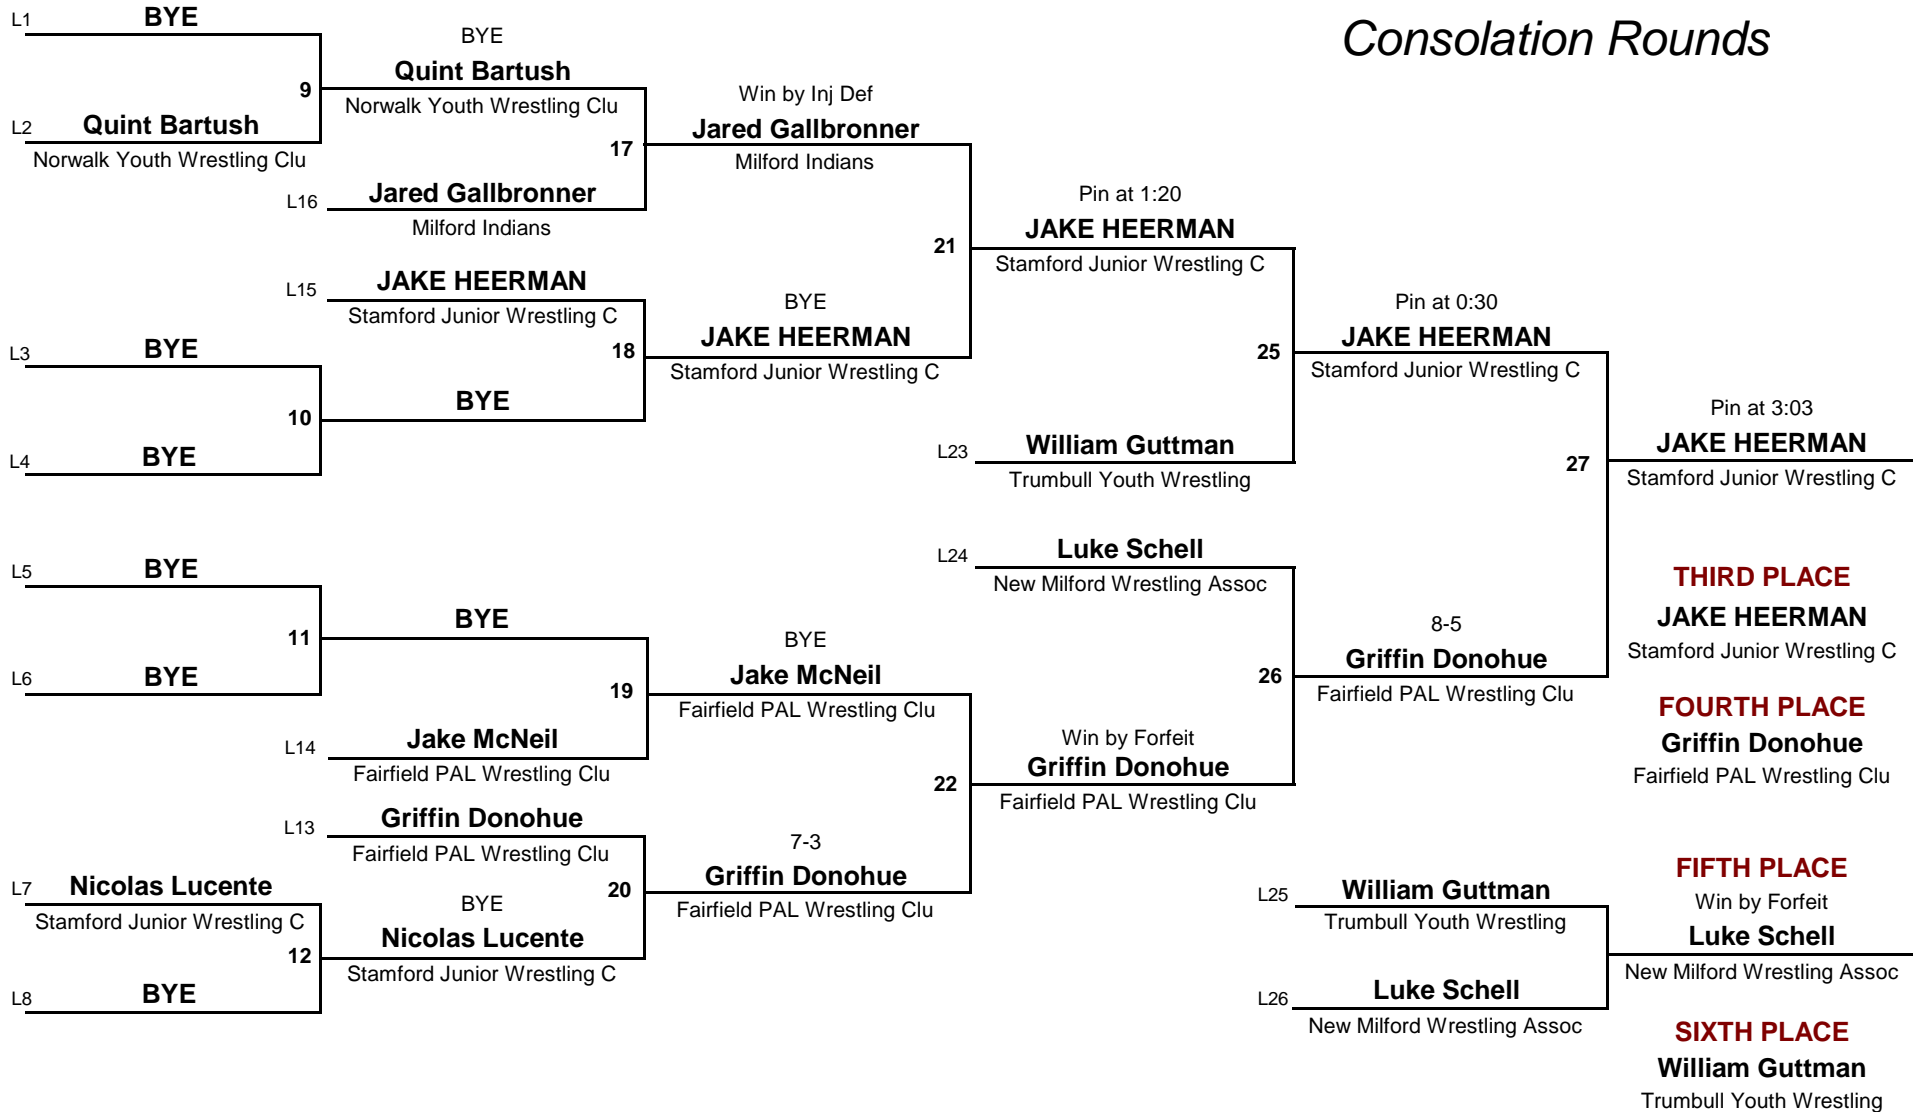 Consolation Rounds
L1 BYE
9
L2 Quint Bartush
Norwalk Youth Wrestling Clu
BYE
Quint Bartush
Norwalk Youth Wrestling Clu
17
L16 Jared Gallbronner
Milford Indians
Win by Inj Def
Jared Gallbronner
Milford Indians
L15 JAKE HEERMAN
Stamford Junior Wrestling C
18
L3 BYE
10
L4 BYE
BYE
BYE
JAKE HEERMAN
Stamford Junior Wrestling C
21
Pin at 1:20
JAKE HEERMAN
Stamford Junior Wrestling C
25
L23 William Guttman
Trumbull Youth Wrestling
Pin at 0:30
JAKE HEERMAN
Stamford Junior Wrestling C
27
Pin at 3:03
JAKE HEERMAN
Stamford Junior Wrestling C
L5 BYE
11
L6 BYE
BYE
19
L14 Jake McNeil
Fairfield PAL Wrestling Clu
BYE
Jake McNeil
Fairfield PAL Wrestling Clu
L13 Griffin Donohue
Fairfield PAL Wrestling Clu
20
L7 Nicolas Lucente
Stamford Junior Wrestling C
12
L8 BYE
BYE
Nicolas Lucente
Stamford Junior Wrestling C
7-3
Griffin Donohue
Fairfield PAL Wrestling Clu
22
L24 Luke Schell
New Milford Wrestling Assoc
26
Win by Forfeit
Griffin Donohue
Fairfield PAL Wrestling Clu
8-5
Griffin Donohue
Fairfield PAL Wrestling Clu
THIRD PLACE
JAKE HEERMAN
Stamford Junior Wrestling C
FOURTH PLACE
Griffin Donohue
Fairfield PAL Wrestling Clu
L25 William Guttman
Trumbull Youth Wrestling
L26 Luke Schell
New Milford Wrestling Assoc
FIFTH PLACE
Win by Forfeit
Luke Schell
New Milford Wrestling Assoc
SIXTH PLACE
William Guttman
Trumbull Youth Wrestling